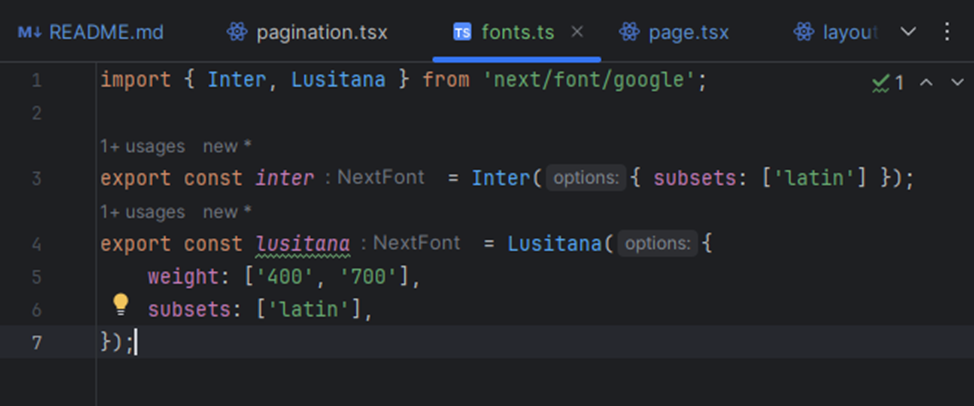 README.md pagination.tsx fonts.ts page.tsx layou
1 import { Inter, Lusitana } from 'next/font/google'; 1
2
1+ usages new *
3 export const inter : NextFont = Inter( options: { subsets: ['latin'] });
1+ usages new *
4 export const lusitana : NextFont = Lusitana( options: {
5 weight: ['400', '700'],
6 subsets: ['latin'],
7 });